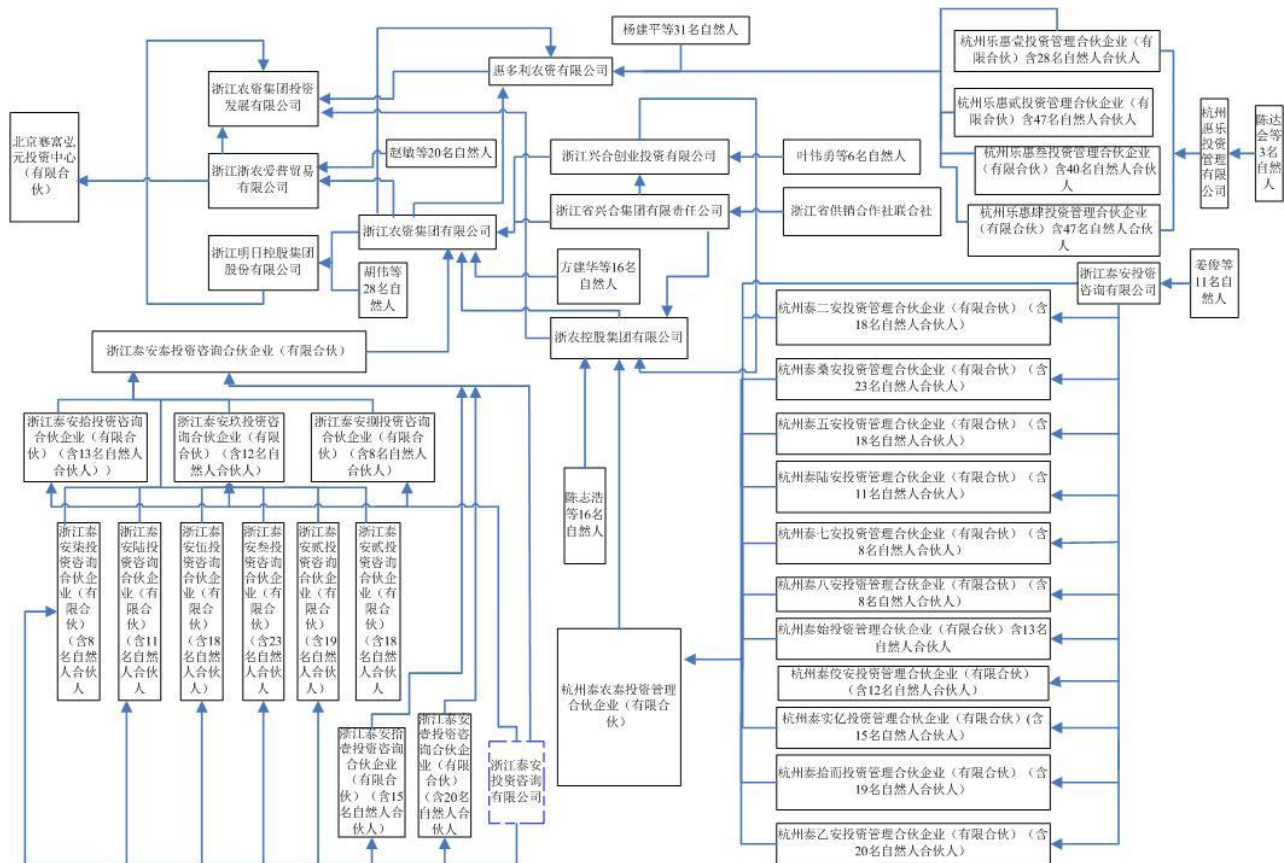 杨建平等31名自然人
惠多利农资有限公司
浙江农资集团投资
发展有限公司
杭州乐惠壹投资管理合伙企业（有
限合伙）含28名自然人合伙人
杭州乐惠贰投资管理合伙企业（有
限合伙）含47名自然人合伙人
杭州乐惠叁投资管理合伙企业
（有限合伙）含40名自然人合伙
人
杭州乐惠肆投资管理合伙企业
（有限合伙）含47名自然人合
伙人
杭州
惠乐
投资
管理
有限
公司
陈达
会等
3名
自然
人
北京赛富弘
元投资中心
（有限合
伙）
浙江浙农爱普贸易
有限公司
赵敏等20名自然人
浙江兴合创业投资有限公司
叶伟勇等6名自然人
浙江省兴合集团有限责任公司
浙江省供销合作社联合社
浙江农资集团有限公司
浙江明日控股集团
股份有限公司
胡伟等
28名自
然人
方建华等16名
自然人
浙江泰安投资
咨询有限公司
姜俊等
11名自
然人
浙农控股集团有限公司
浙江泰安泰投资咨询合伙企业（有限合伙）
杭州泰二安投资管理合伙企业（有限合伙）（含
18名自然人合伙人）
杭州泰桑安投资管理合伙企业（有限合伙）（含
23名自然人合伙人）
杭州泰五安投资管理合伙企业（有限合伙）（含
18名自然人合伙人）
杭州泰陆安投资管理合伙企业（有限合伙）（含
11名自然人合伙人）
杭州泰七安投资管理合伙企业（有限合伙）（含
8名自然人合伙人）
杭州泰八安投资管理合伙企业（有限合伙）（含
8名自然人合伙人）
杭州泰始投资管理合伙企业（有限合伙）含13名
自然人合伙人
杭州泰佼安投资管理合伙企业（有限合伙）
（含12名自然人合伙人）
杭州泰实亿投资管理合伙企业（有限合伙）(含
15名自然人合伙人）
杭州泰拾而投资管理合伙企业（有限合伙）（含
19名自然人合伙人）
杭州泰乙安投资管理合伙企业（有限合伙）（含
20名自然人合伙人）
浙江泰安拾投资咨询
合伙企业（有限合
伙）（含13名自然人
合伙人））
浙江泰安玖投资咨
询合伙企业（有限
合伙）（含12名自
然人合伙人）
浙江泰安捌投资咨询
合伙企业（有限合
伙）（含8名自然人
合伙人）
陈志浩
等16名
自然人
浙江泰
安柒投
资咨询
合伙企
业（有
限合
伙）
（含8
名自然
人合伙
人
浙江泰
安陆投
资咨询
合伙企
业（有
限合
伙）
（含11
名自然
人合伙
人
浙江泰
安伍投
资咨询
合伙企
业（有
限合
伙）
（含18
名自然
人合伙
人
浙江泰
安叁投
资咨询
合伙企
业（有
限合
伙）
（含23
名自然
人合伙
人
浙江泰
安贰投
资咨询
合伙企
业（有
限合
伙）
（含19
名自然
人合伙
人
浙江泰
安贰投
资咨询
合伙企
业（有
限合
伙）
（含18
名自然
人合伙
人
杭州泰农泰投资管理
合伙企业（有限合
伙）
浙江泰安拾
壹投资咨询
合伙企业
（有限合
伙）（含15
名自然人合
伙人）
浙江泰安
壹投资咨
询合伙企
业（有限
合伙）
（含20名
自然人合
伙人
浙江泰安
投资咨询
有限公司